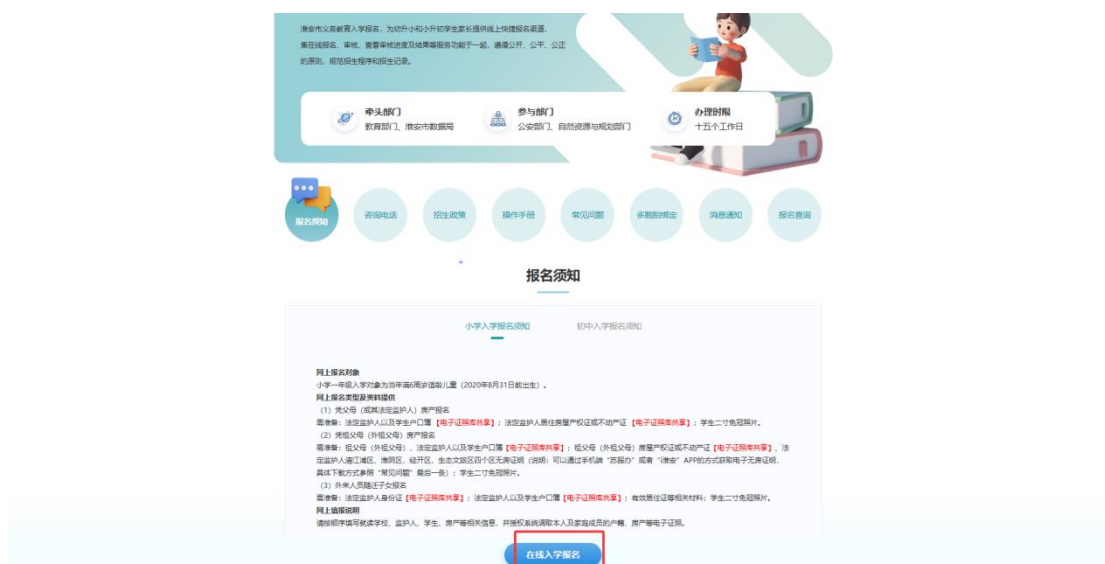 淮安市义务教育入学报名，为幼升小和小升初学生家长提供线上快捷报名渠道，
集在线报名、审核、查看审核进度及结果等服务功能于一起，遵循公开、公平、公正
的原则，规范招生程序和招生记录。
牵头部门
教育部门、淮安市数据局
参与部门
公安部门、自然资源与规划部门
办理时限
十五个工作日
报名须知
咨询电话
招生政策
操作手册
常见问题
多胞胎绑定
消息通知
报名查询
报名须知
小学入学报名须知
初中入学报名须知
网上报名对象
小学一年级入学对象为当年满6周岁适龄儿童（2020年8月31日前出生）。
网上报名类型及资料提供
（1）凭父母（或其法定监护人）房产报名
需准备：法定监护人以及学生户口簿【电子证照库共享】；法定监护人居住房屋产权证或不动产证【电子证照库共享】；学生二寸免冠照片。
（2）凭祖父母（外祖父母）房产报名
需准备：祖父母（外祖父母）、法定监护人以及学生户口簿【电子证照库共享】；祖父母（外祖父母）房屋产权证或不动产证【电子证照库共享】，法
定监护人清江浦区、淮阴区、经开区、生态文旅区四个区无房证明（说明：可以通过手机端“苏服办”或者“淮安”APP的方式获取电子无房证明，
具体下载方式参照“常见问题”最后一条）；学生二寸免冠照片。
（3）外来人员随迁子女报名
需准备：法定监护人身份证【电子证照库共享】；法定监护人以及学生户口簿【电子证照库共享】；有效居住证等相关材料；学生二寸免冠照片。
网上填报说明
请按顺序填写就读学校、监护人、学生、房产等相关信息，并授权系统调取本人及家庭成员的户籍、房产等电子证照。
在线入学报名